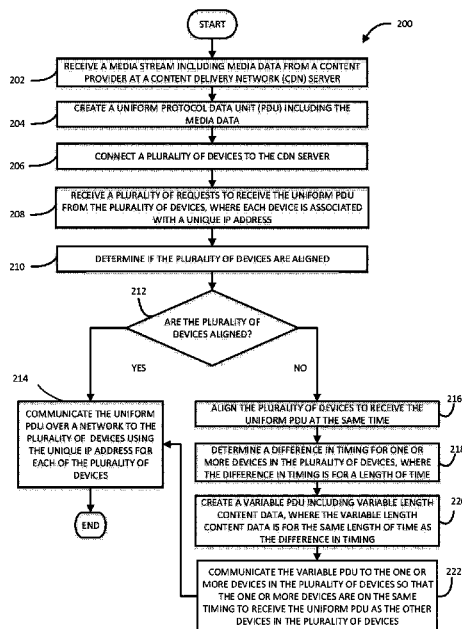 START
200
RECEIVE A MEDIA STREAM INCLUDING MEDIA DATA FROM A CONTENT
PROVIDER AT A CONTENT DELIVERY NETWORK (CDN) SERVER
202
CREATE A UNIFORM PROTOCOL DATA UNIT (PDU) INCLUDING THE
MEDIA DATA
204
CONNECT A PLURALITY OF DEVICES TO THE CDN SERVER
206
RECEIVE A PLURALITY OF REQUESTS TO RECEIVE THE UNIFORM PDU
FROM THE PLURALITY OF DEVICES, WHERE EACH DEVICE IS ASSOCIATED
WITH A UNIQUE IP ADDRESS
208
DETERMINE IF THE PLURALITY OF DEVICES ARE ALIGNED
210
212
ARE THE PLURALITY OF
DEVICES ALIGNED?
YES
NO
214
COMMUNICATE THE UNIFORM
PDU OVER A NETWORK TO THE
PLURALITY OF DEVICES USING
THE UNIQUE IP ADDRESS FOR
EACH OF THE PLURALITY OF
DEVICES
END
ALIGN THE PLURALITY OF DEVICES TO RECEIVE THE
UNIFORM PDU AT THE SAME TIME
216
DETERMINE A DIFFERENCE IN TIMING FOR ONE OR
MORE DEVICES IN THE PLURALITY OF DEVICES, WHERE
THE DIFFERENCE IN TIMING IS FOR A LENGTH OF TIME
218
CREATE A VARIABLE PDU INCLUDING VARIABLE LENGTH
CONTENT DATA, WHERE THE VARIABLE LENGTH
CONTENT DATA IS FOR THE SAME LENGTH OF TIME AS
THE DIFFERENCE IN TIMING
220
COMMUNICATE THE VARIABLE PDU TO THE ONE OR
MORE DEVICES IN THE PLURALITY OF DEVICES SO THAT
THE ONE OR MORE DEVICES ARE ON THE SAME
TIMING TO RECEIVE THE UNIFORM PDU AS THE OTHER
DEVICES IN THE PLURALITY OF DEVICES
222